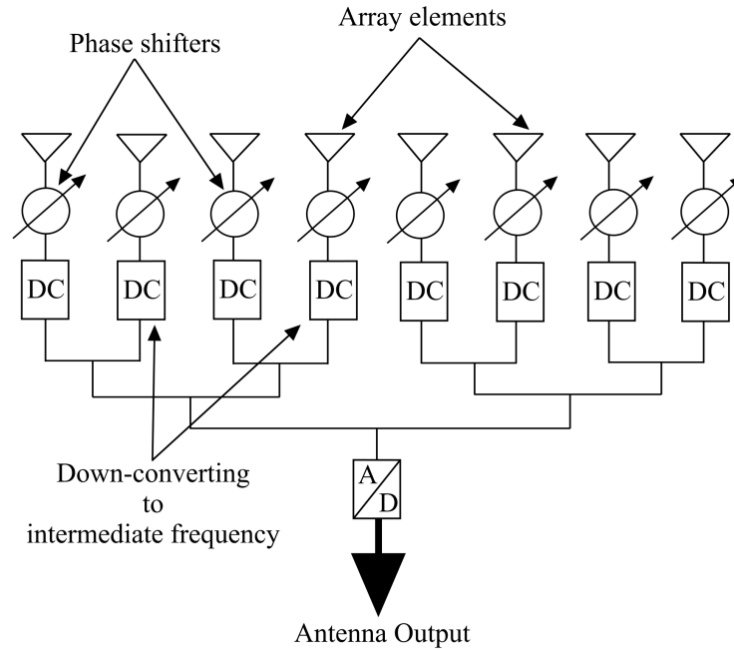 Array elements
Phase shifters
DC DC DC DC DC DC DC DC
Down-converting
to
intermediate frequency
A
D
Antenna Output